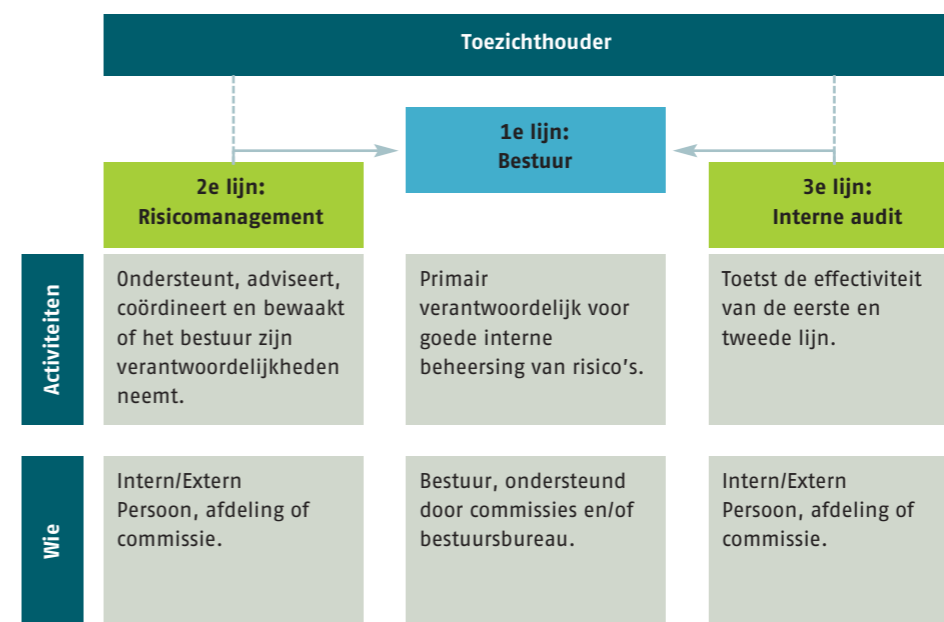 Toezichthouder
1e lijn:
Bestuur
2e lijn:
Risicomanagement
3e lijn:
Interne audit
Activiteiten
Ondersteunt, adviseert,
coördineert en bewaakt
of het bestuur zijn
verantwoordelijkheden
neemt.
Primair
verantwoordelijk voor
goede interne
beheersing van risico's.
Toetst de effectiviteit
van de eerste en
tweede lijn.
Wie
Intern/Extern
Persoon, afdeling of
commissie.
Bestuur, ondersteund
door commissies en/of
bestuursbureau.
Intern/Extern
Persoon, afdeling of
commissie.